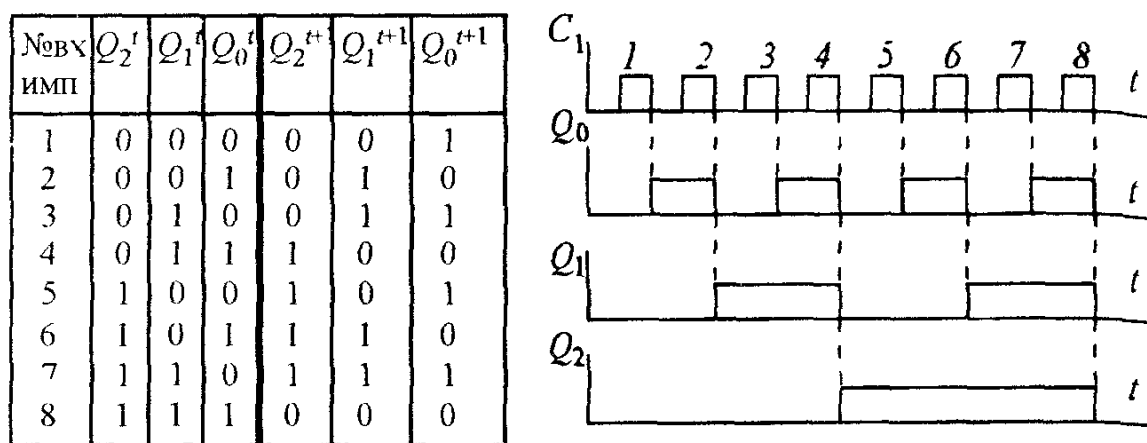 №вх Q₂ᵗ Q₁ᵗ Q₀ᵗ Q₂ᵗ⁺¹ Q₁ᵗ⁺¹ Q₀ᵗ⁺¹
имп
1 0 0 0 0 0 1
2 0 0 1 0 1 0
3 0 1 0 0 1 1
4 0 1 1 1 0 0
5 1 0 0 1 0 1
6 1 0 1 1 1 0
7 1 1 0 1 1 1
8 1 1 1 0 0 0
C₁ 1 2 3 4 5 6 7 8 t
Q₀ t
Q₁ t
Q₂ t